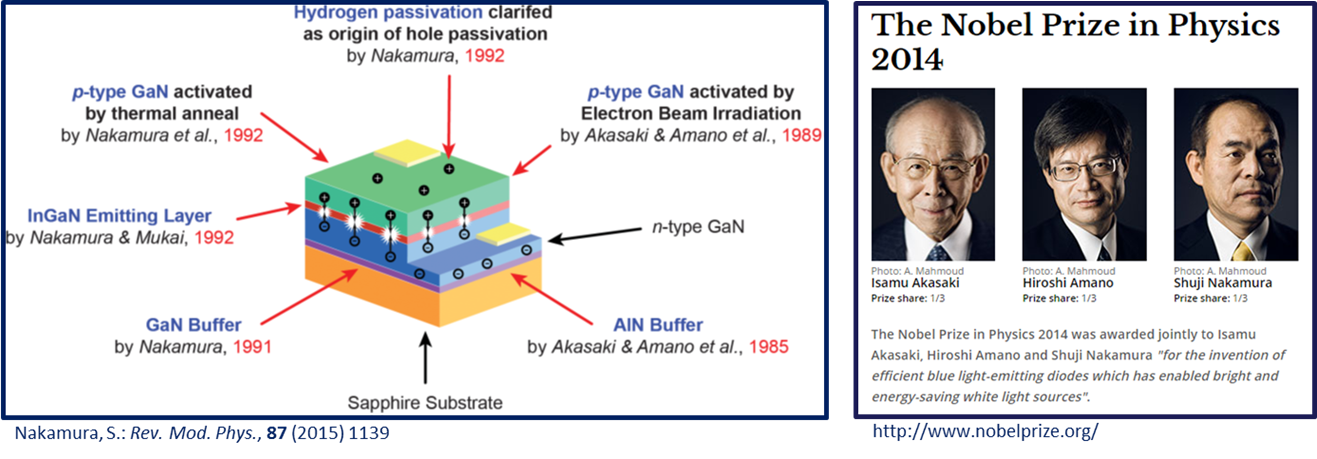 Hydrogen passivation clarifed
as origin of hole passivation
by Nakamura, 1992
p-type GaN activated
by thermal anneal
by Nakamura et al., 1992
p-type GaN activated by
Electron Beam Irradiation
by Akasaki & Amano et al., 1989
InGaN Emitting Layer
by Nakamura & Mukai, 1992
n-type GaN
GaN Buffer
by Nakamura, 1991
AlN Buffer
by Akasaki & Amano et al., 1985
Sapphire Substrate
Nakamura, S.: Rev. Mod. Phys., 87 (2015) 1139
The Nobel Prize in Physics
2014
Photo: A. Mahmoud
Isamu Akasaki
Prize share: 1/3
Photo: A. Mahmoud
Hiroshi Amano
Prize share: 1/3
Photo: A. Mahmoud
Shuji Nakamura
Prize share: 1/3
The Nobel Prize in Physics 2014 was awarded jointly to Isamu
Akasaki, Hiroshi Amano and Shuji Nakamura "for the invention of
efficient blue light-emitting diodes which has enabled bright and
energy-saving white light sources".
http://www.nobelprize.org/